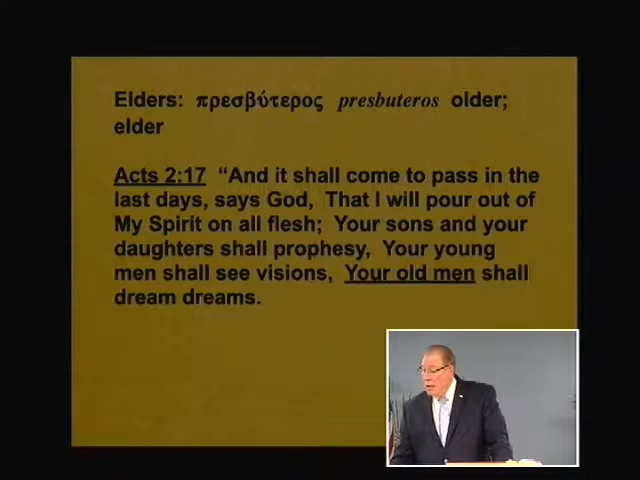 Elders: πρεσβύτερος presbuteros older;
elder
Acts 2:17 “And it shall come to pass in the
last days, says God, That I will pour out of
My Spirit on all flesh; Your sons and your
daughters shall prophesy, Your young
men shall see visions, Your old men shall
dream dreams.